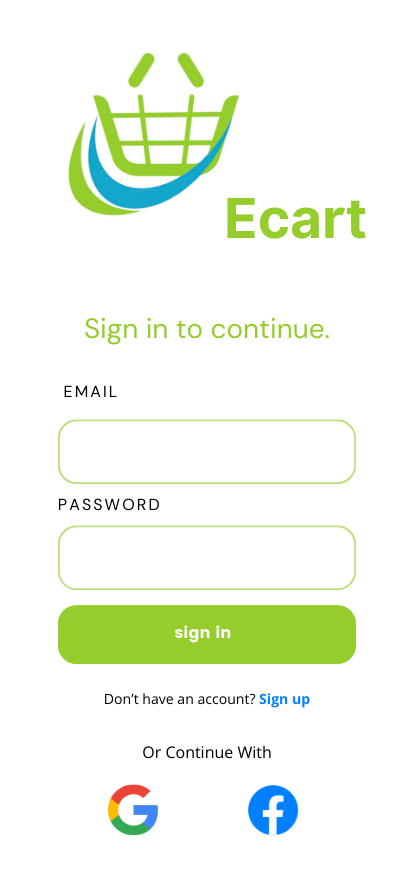 Ecart
Sign in to continue.
EMAIL
PASSWORD
sign in
Don’t have an account? Sign up
Or Continue With